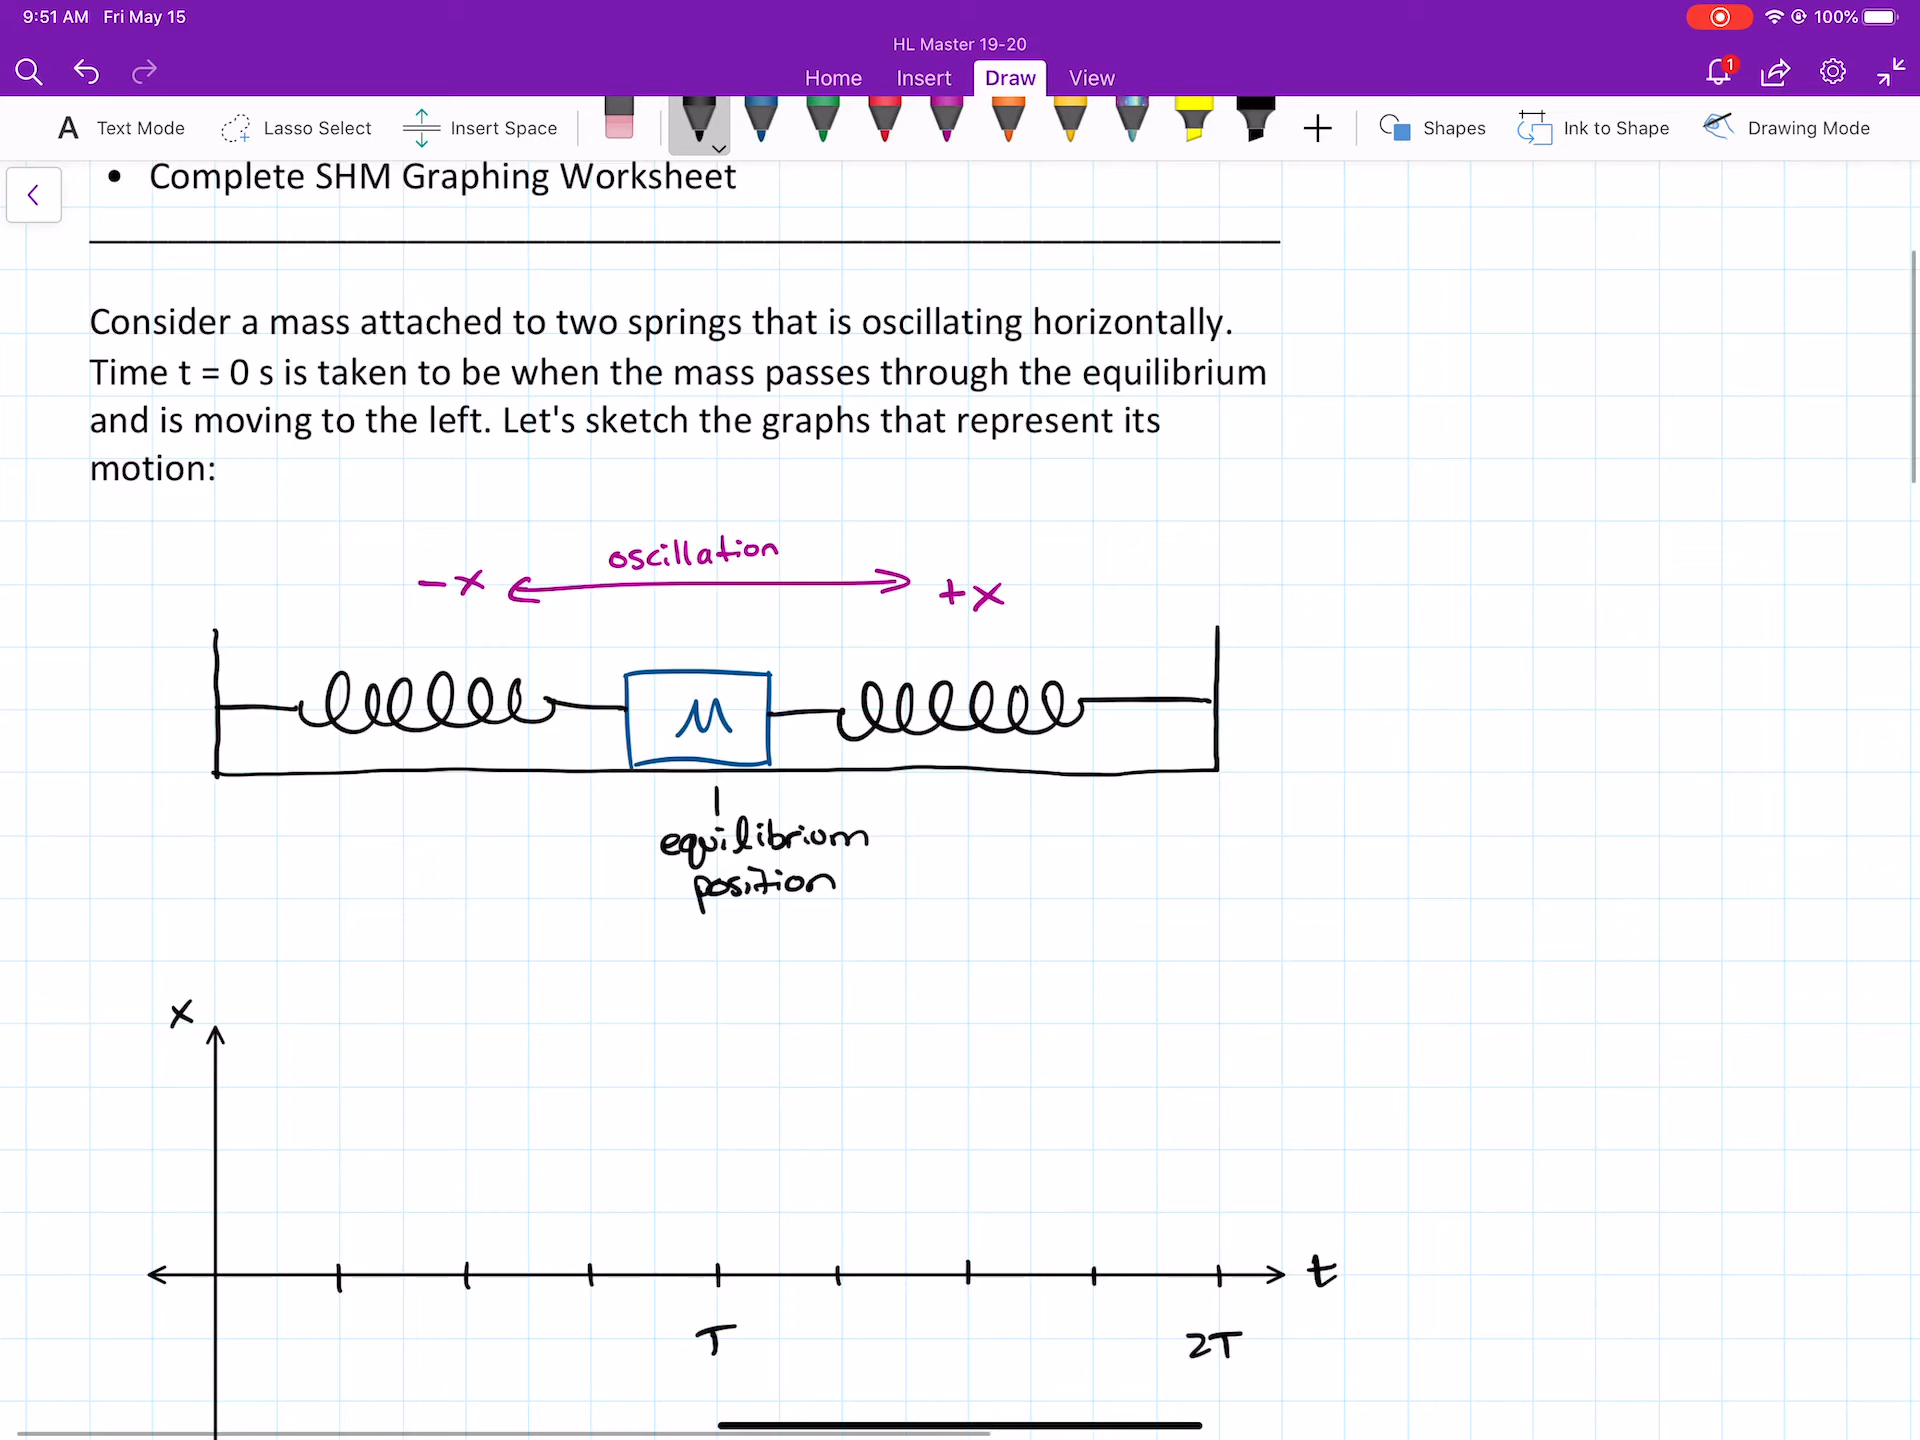 9:51 AM Fri May 15
100%
HL Master 19-20
Home Insert Draw View
1
A Text Mode Lasso Select Insert Space Shapes Ink to Shape Drawing Mode
• Complete SHM Graphing Worksheet
Consider a mass attached to two springs that is oscillating horizontally.
Time t = 0 s is taken to be when the mass passes through the equilibrium
and is moving to the left. Let's sketch the graphs that represent its
motion:
oscillation
-x +x
M
equilibrium
position
x
t
T 2T